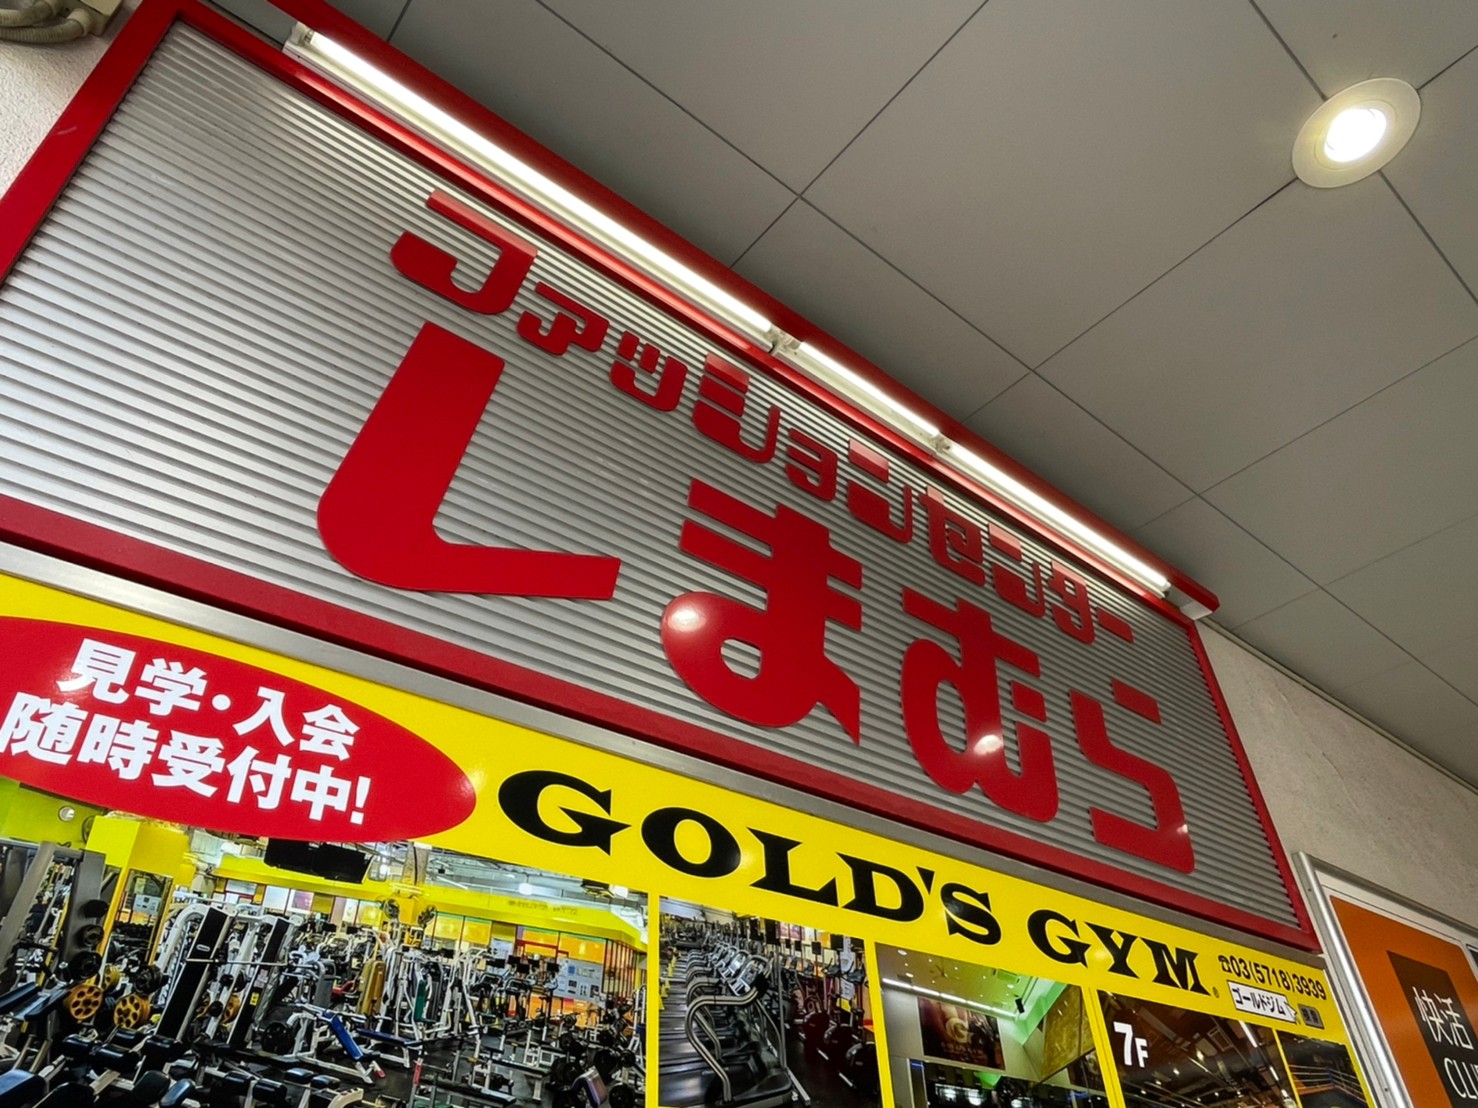 ファッションセンター
しまむら
見学・入会
随時受付中!
GOLD'S GYM
☎03(5718)3939
ゴールドジム
7F
快活
CLU